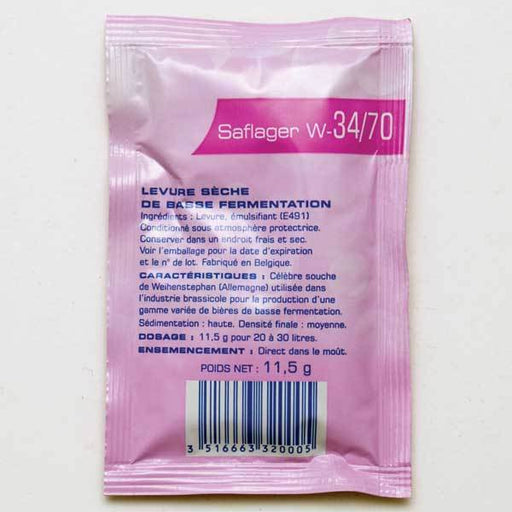 Saflager W-34/70
LEVURE SÈCHE
DE BASSE FERMENTATION
Ingrédients : Levure, émulsifiant (E491)
Conditionné sous atmosphère protectrice.
Conserver dans un endroit frais et sec.
Voir l'emballage pour la date d'expiration
et le n° de lot. Fabriqué en Belgique.
CARACTÉRISTIQUES : Célèbre souche
de Weihenstephan (Allemagne) utilisée dans
l'industrie brassicole pour la production d'une
gamme variée de bières de basse fermentation.
Sédimentation : haute. Densité finale : moyenne.
DOSAGE : 11,5 g pour 20 à 30 litres.
ENSEMENCEMENT : Direct dans le moût.
POIDS NET : 11,5 g
3 516663 320005